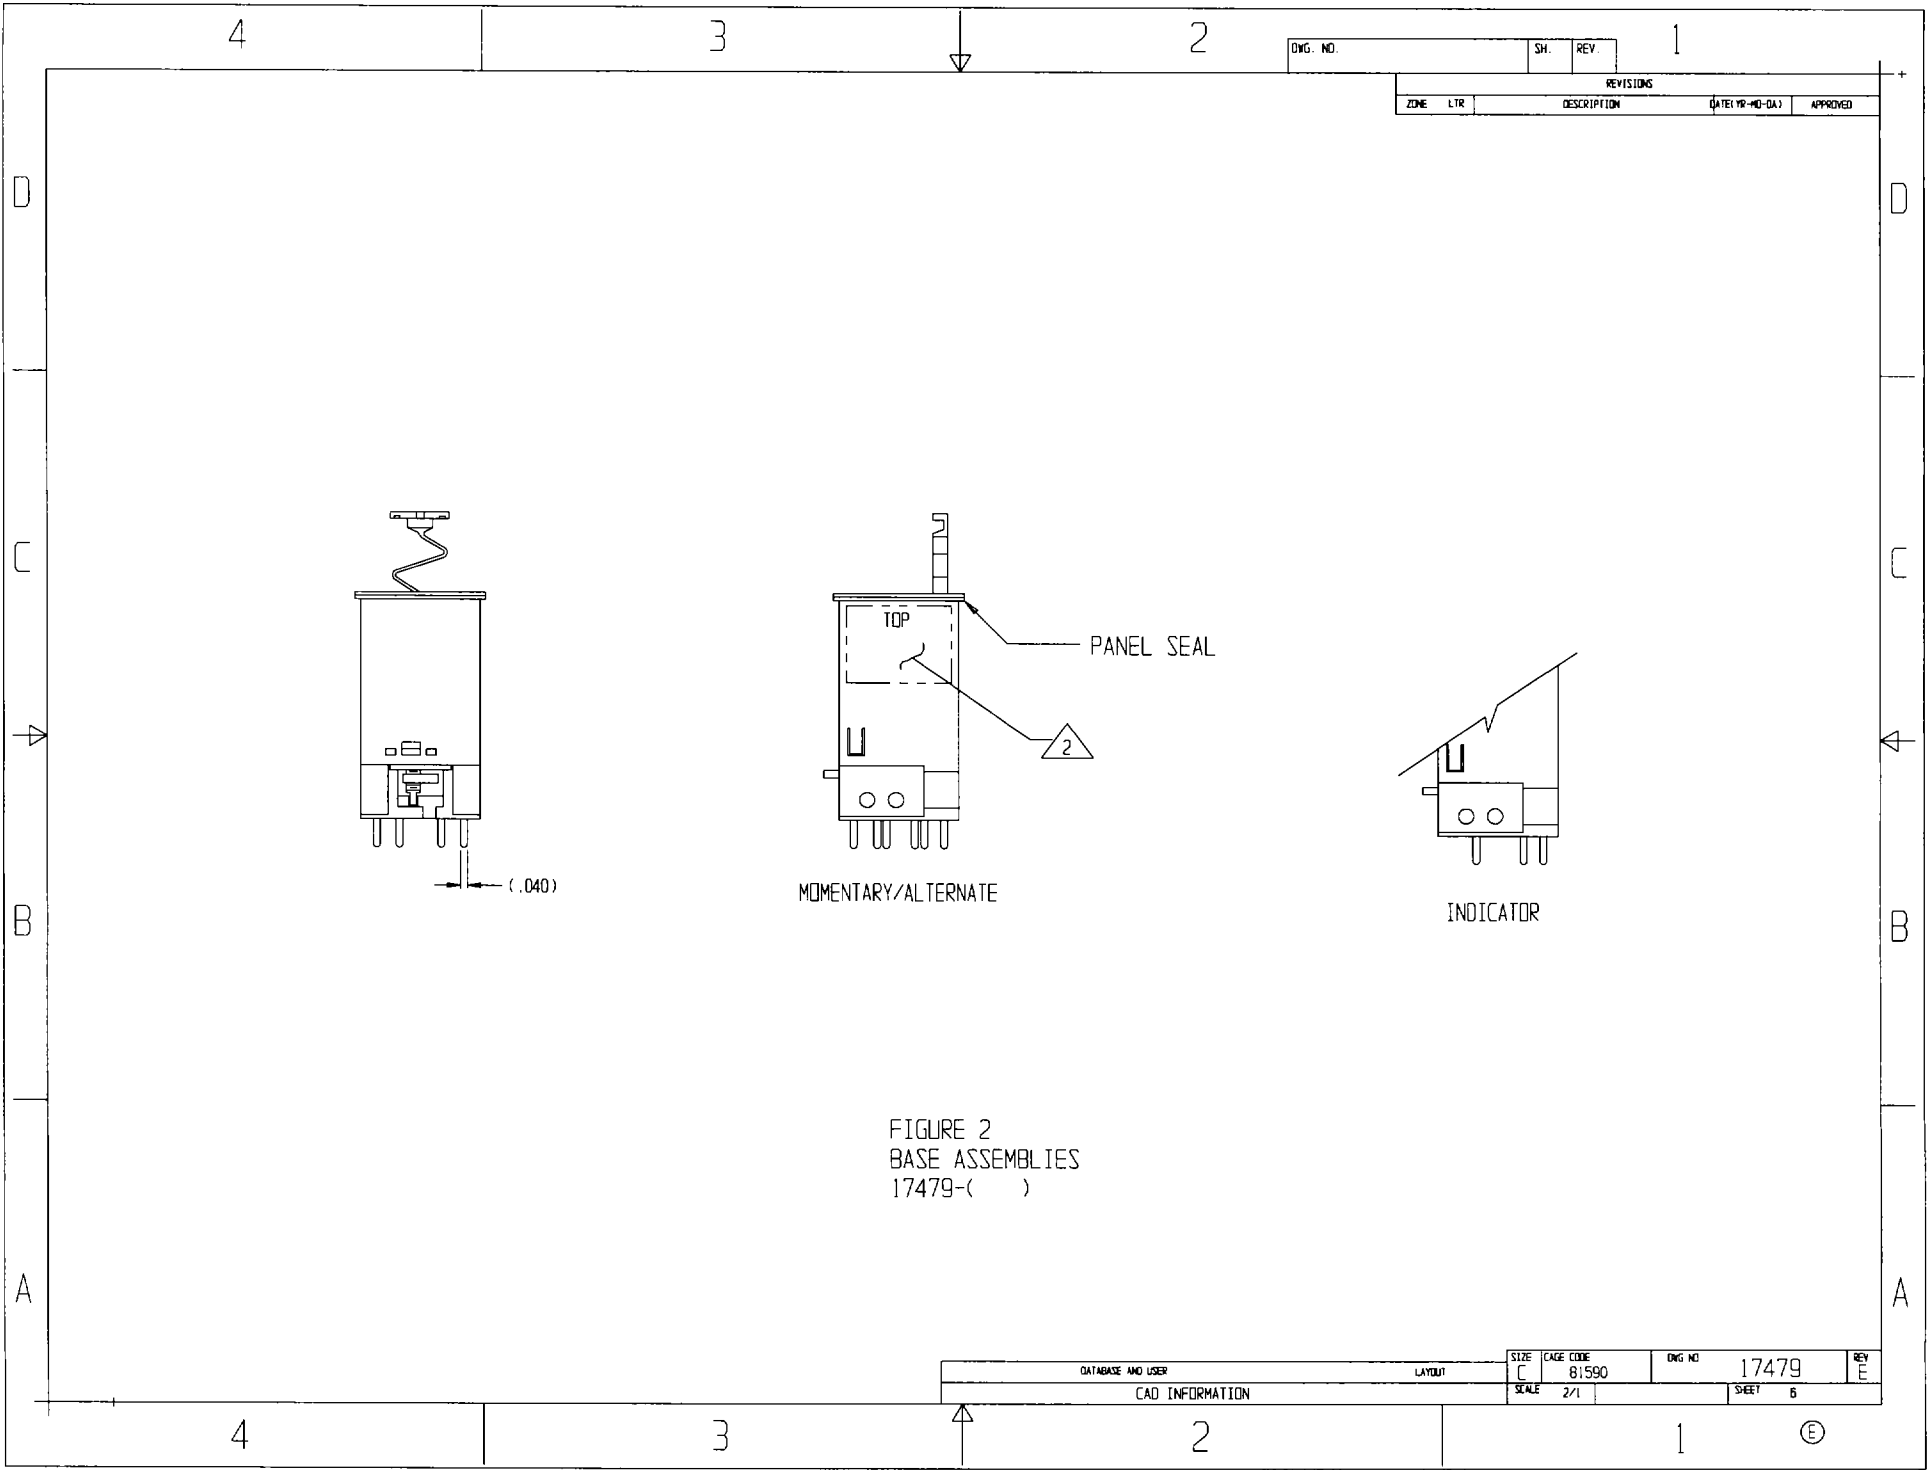 4 3 2 1
DWG. NO. SH. REV.
REVISIONS
ZONE LTR DESCRIPTION DATE(YR-MO-DA) APPROVED
D D
C C
TOP
PANEL SEAL
2
(.040)
MOMENTARY/ALTERNATE
INDICATOR
B B
FIGURE 2
BASE ASSEMBLIES
17479-( )
A A
DATABASE AND USER LAYOUT
CAD INFORMATION
SIZE CAGE CODE DWG NO REV
C 81590 17479 E
SCALE 2/1 SHEET 6
4 3 2 1 E